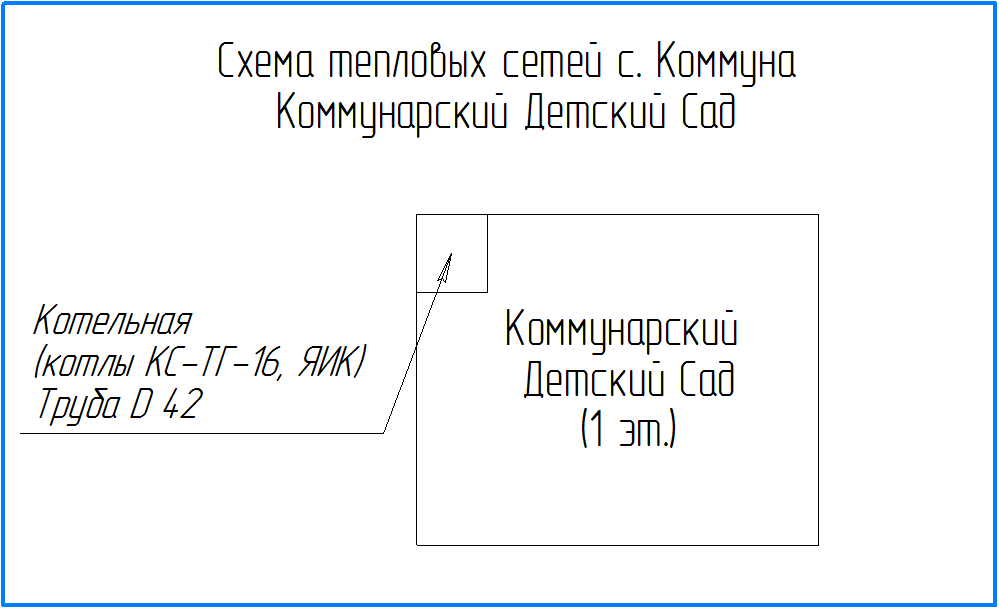 Схема тепловых сетей с. Коммуна
Коммунарский Детский Сад
Котельная
(котлы КС-ТГ-16, ЯИК)
Труба D 42
Коммунарский
Детский Сад
(1 эт.)